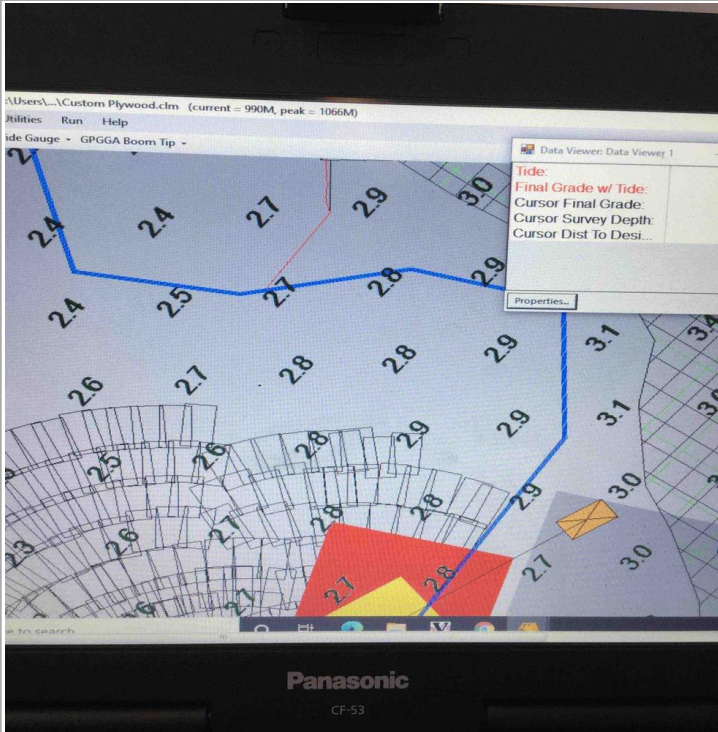 :\Users\...\Custom Plywood.clm (current = 990M, peak = 1066M)
Utilities Run Help
ide Gauge GPGGA Boom Tip
Data Viewer: Data Viewer 1
Tide:
Final Grade w/ Tide:
Cursor Final Grade:
Cursor Survey Depth:
Cursor Dist To Desi...
Properties...
2.4 2.4 2.7 2.9 3.0
2.4 2.5 2.7 2.8 2.9
2.6 2.7 2.8 2.8 2.9 3.1
2.5 2.6 2.8 2.9 2.9 3.1
2.6 2.7 2.8 2.8 2.9 3.0
2.7 2.7 2.8 2.7 3.0
to search
Panasonic
CF-53